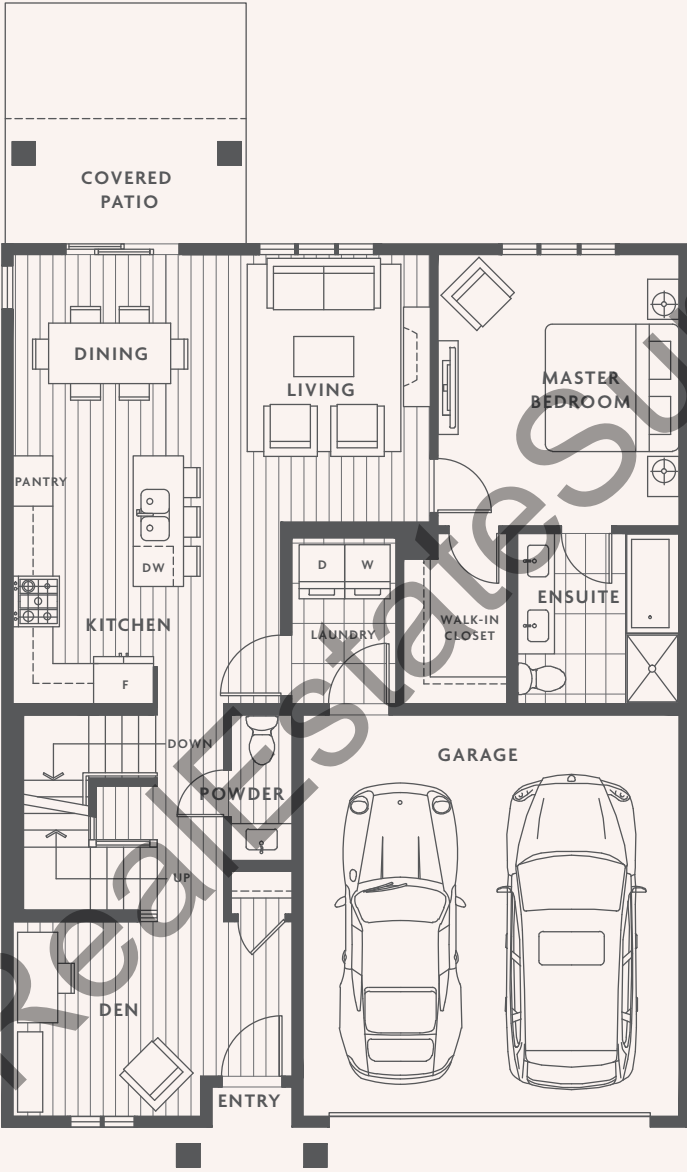 COVERED
PATIO
DINING
LIVING
MASTER
BEDROOM
PANTRY
DW
D
W
KITCHEN
LAUNDRY
WALK-IN
CLOSET
ENSUITE
F
DOWN
POWDER
GARAGE
UP
DEN
ENTRY
RealEstateSu